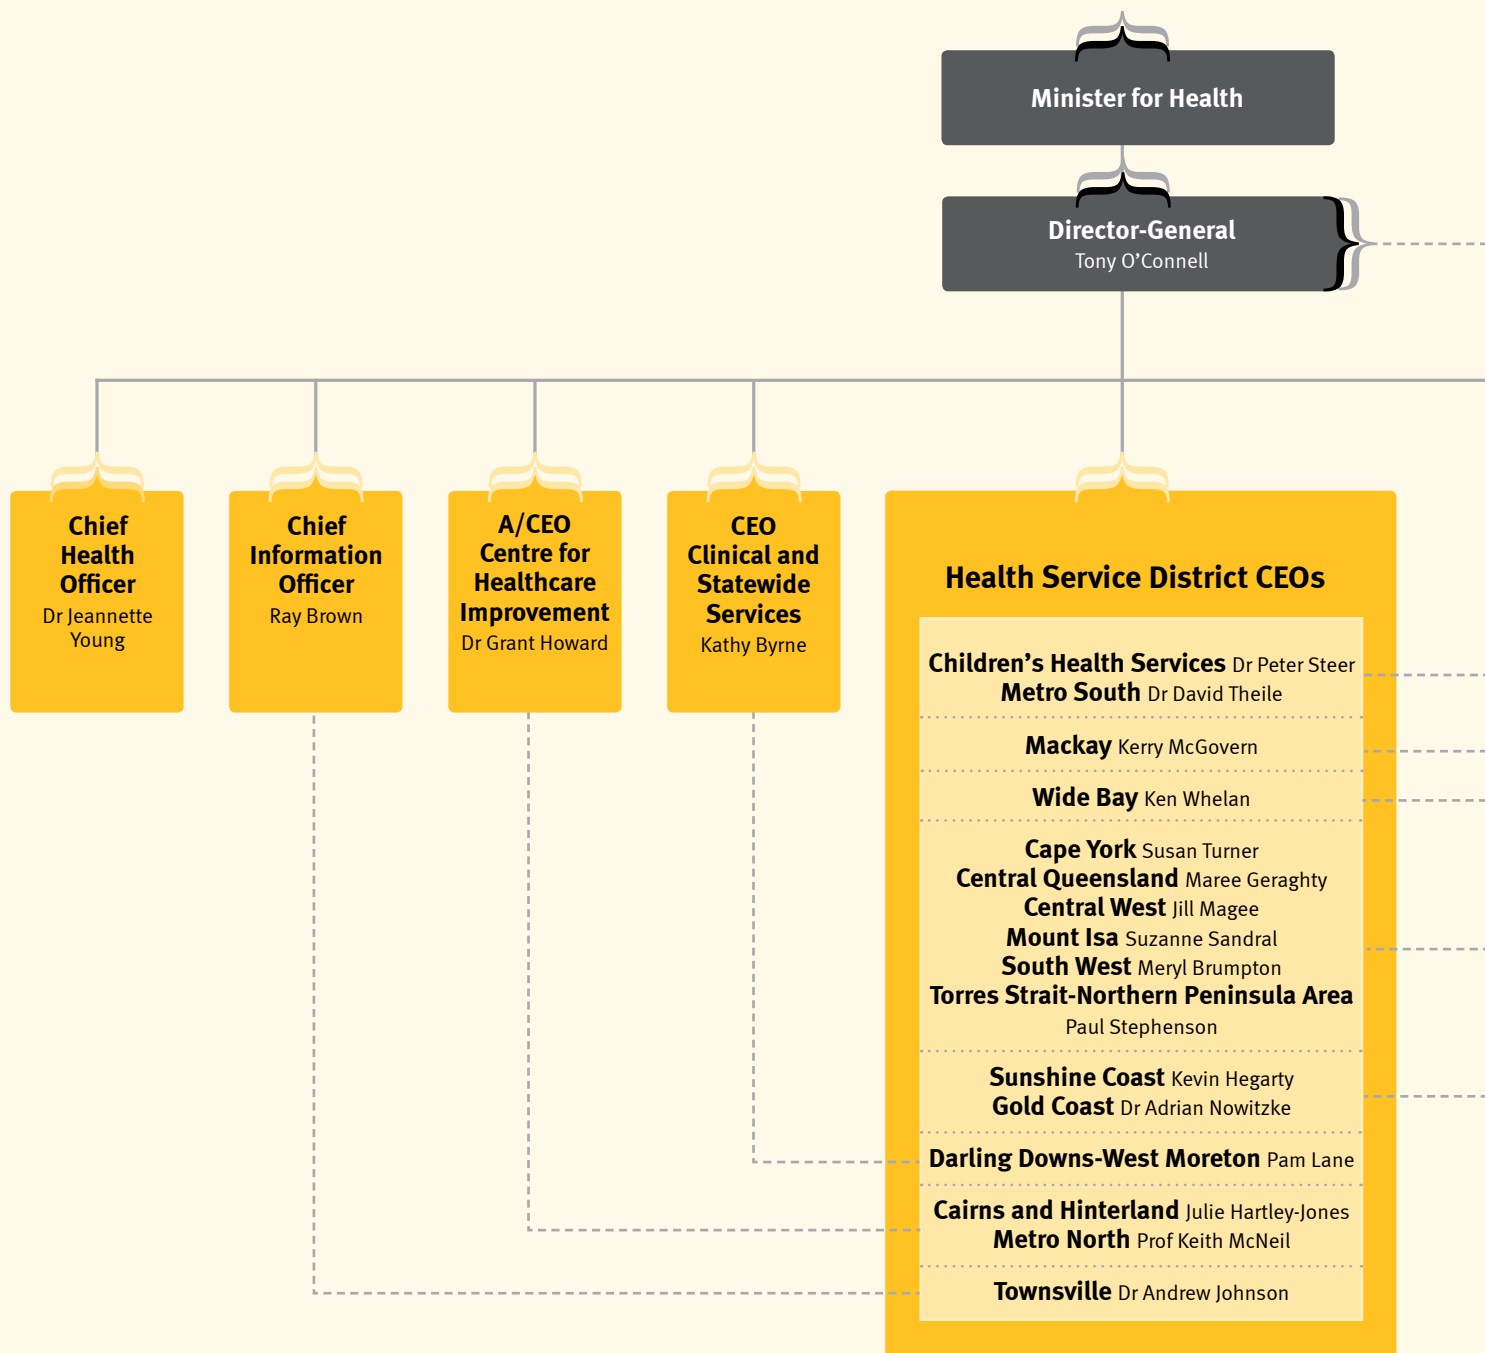 Minister for Health
Director-General
Tony O’Connell
Chief
Health
Officer
Dr Jeannette
Young
Chief
Information
Officer
Ray Brown
A/CEO
Centre for
Healthcare
Improvement
Dr Grant Howard
CEO
Clinical and
Statewide
Services
Kathy Byrne
Health Service District CEOs
Children’s Health Services Dr Peter Steer
Metro South Dr David Theile
Mackay Kerry McGovern
Wide Bay Ken Whelan
Cape York Susan Turner
Central Queensland Maree Geraghty
Central West Jill Magee
Mount Isa Suzanne Sandral
South West Meryl Brumpton
Torres Strait-Northern Peninsula Area
Paul Stephenson
Sunshine Coast Kevin Hegarty
Gold Coast Dr Adrian Nowitzke
Darling Downs-West Moreton Pam Lane
Cairns and Hinterland Julie Hartley-Jones
Metro North Prof Keith McNeil
Townsville Dr Andrew Johnson